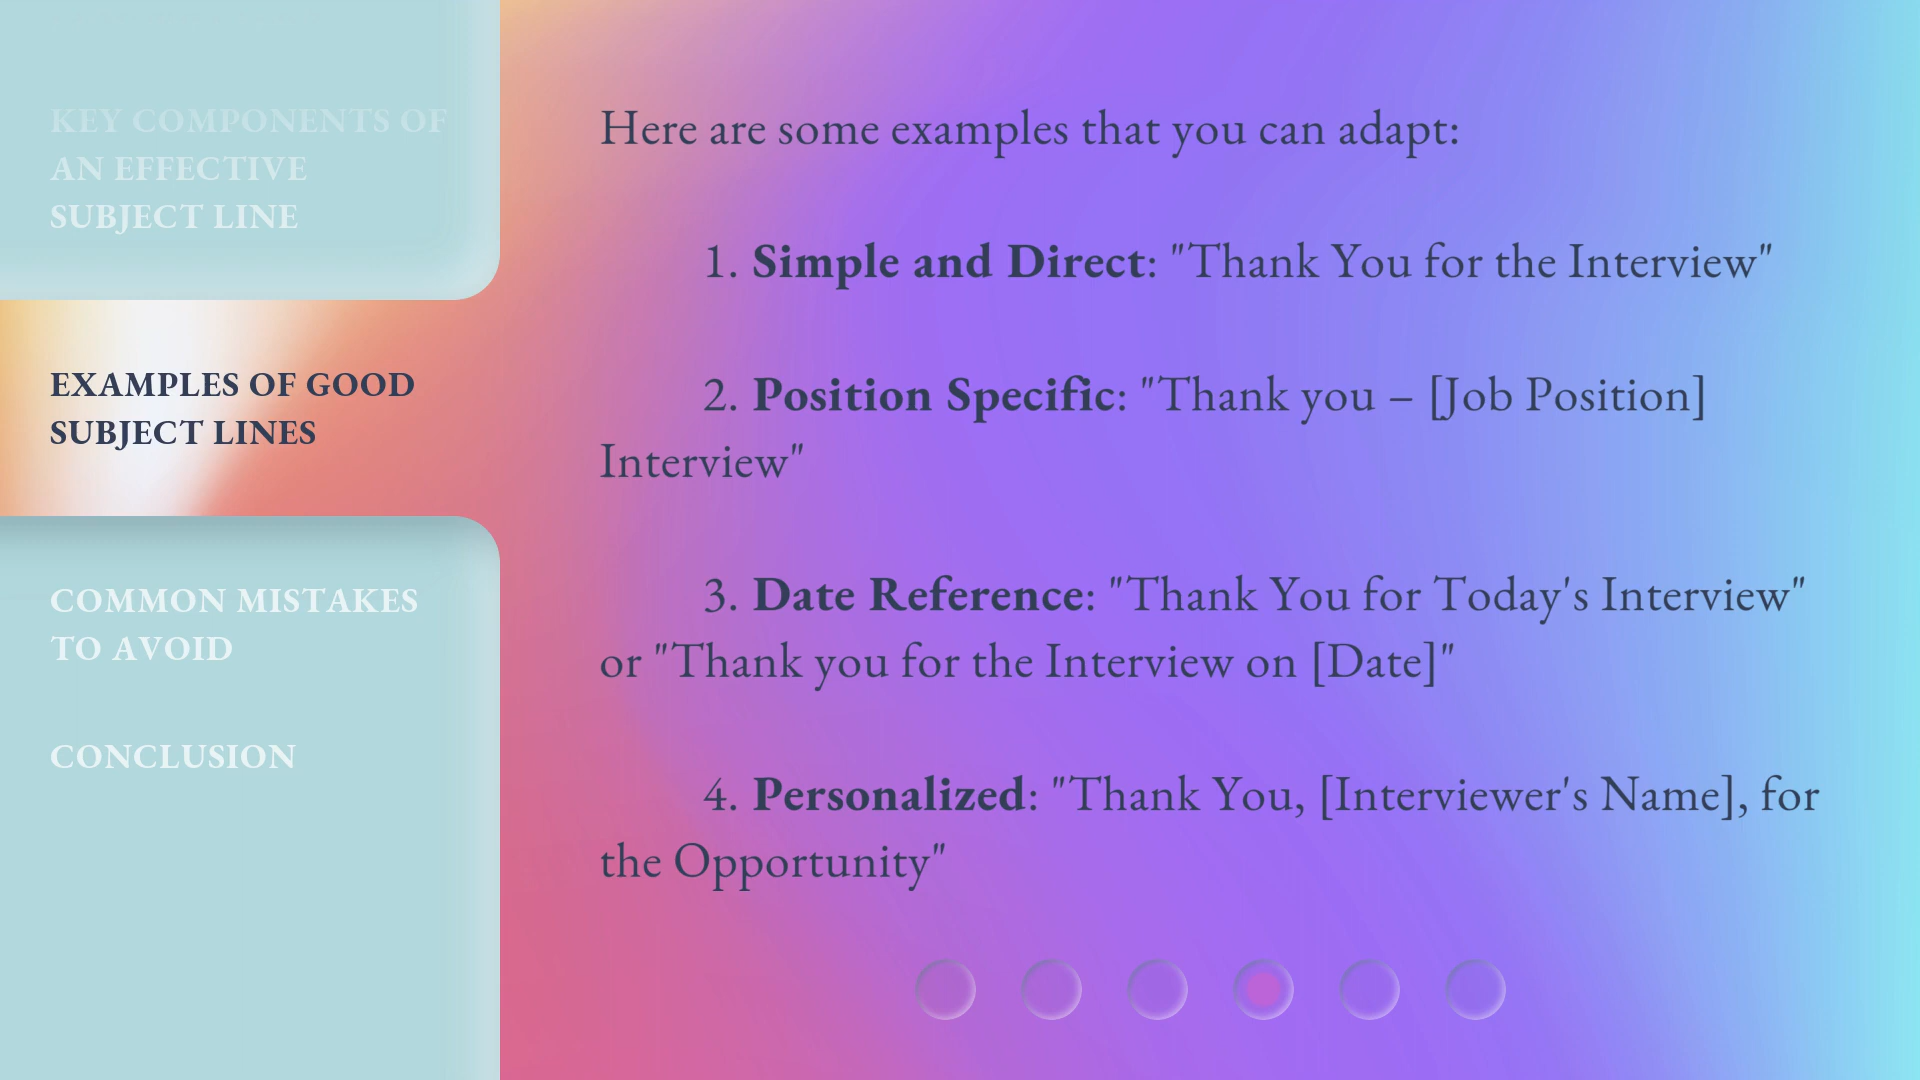 KEY COMPONENTS OF
AN EFFECTIVE
SUBJECT LINE
EXAMPLES OF GOOD
SUBJECT LINES
COMMON MISTAKES
TO AVOID
CONCLUSION
Here are some examples that you can adapt:
1. Simple and Direct: "Thank You for the Interview"
2. Position Specific: "Thank you – [Job Position]
Interview"
3. Date Reference: "Thank You for Today's Interview"
or "Thank you for the Interview on [Date]"
4. Personalized: "Thank You, [Interviewer's Name], for
the Opportunity"